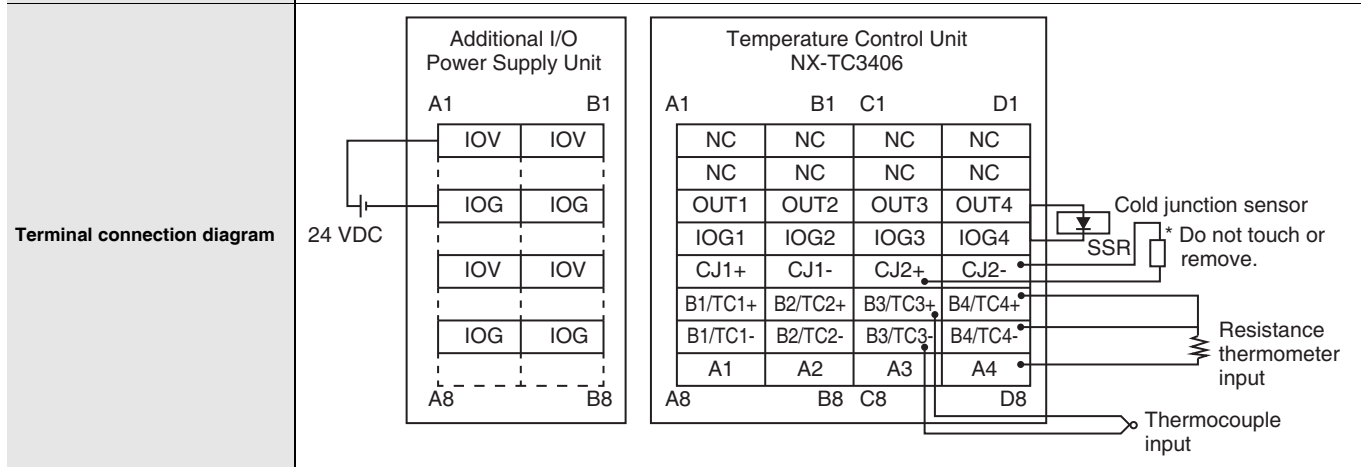 Terminal connection diagram
24 VDC
Additional I/O
Power Supply Unit
A1 B1
IOV IOV
IOG IOG
IOV IOV
IOG IOG
A8 B8
Temperature Control Unit
NX-TC3406
A1 B1 C1 D1
NC NC NC NC
NC NC NC NC
OUT1 OUT2 OUT3 OUT4
IOG1 IOG2 IOG3 IOG4
CJ1+ CJ1- CJ2+ CJ2-
B1/TC1+ B2/TC2+ B3/TC3+ B4/TC4+
B1/TC1- B2/TC2- B3/TC3- B4/TC4-
A1 A2 A3 A4
A8 B8 C8 D8
Cold junction sensor
SSR
* Do not touch or
remove.
Resistance
thermometer
input
Thermocouple
input